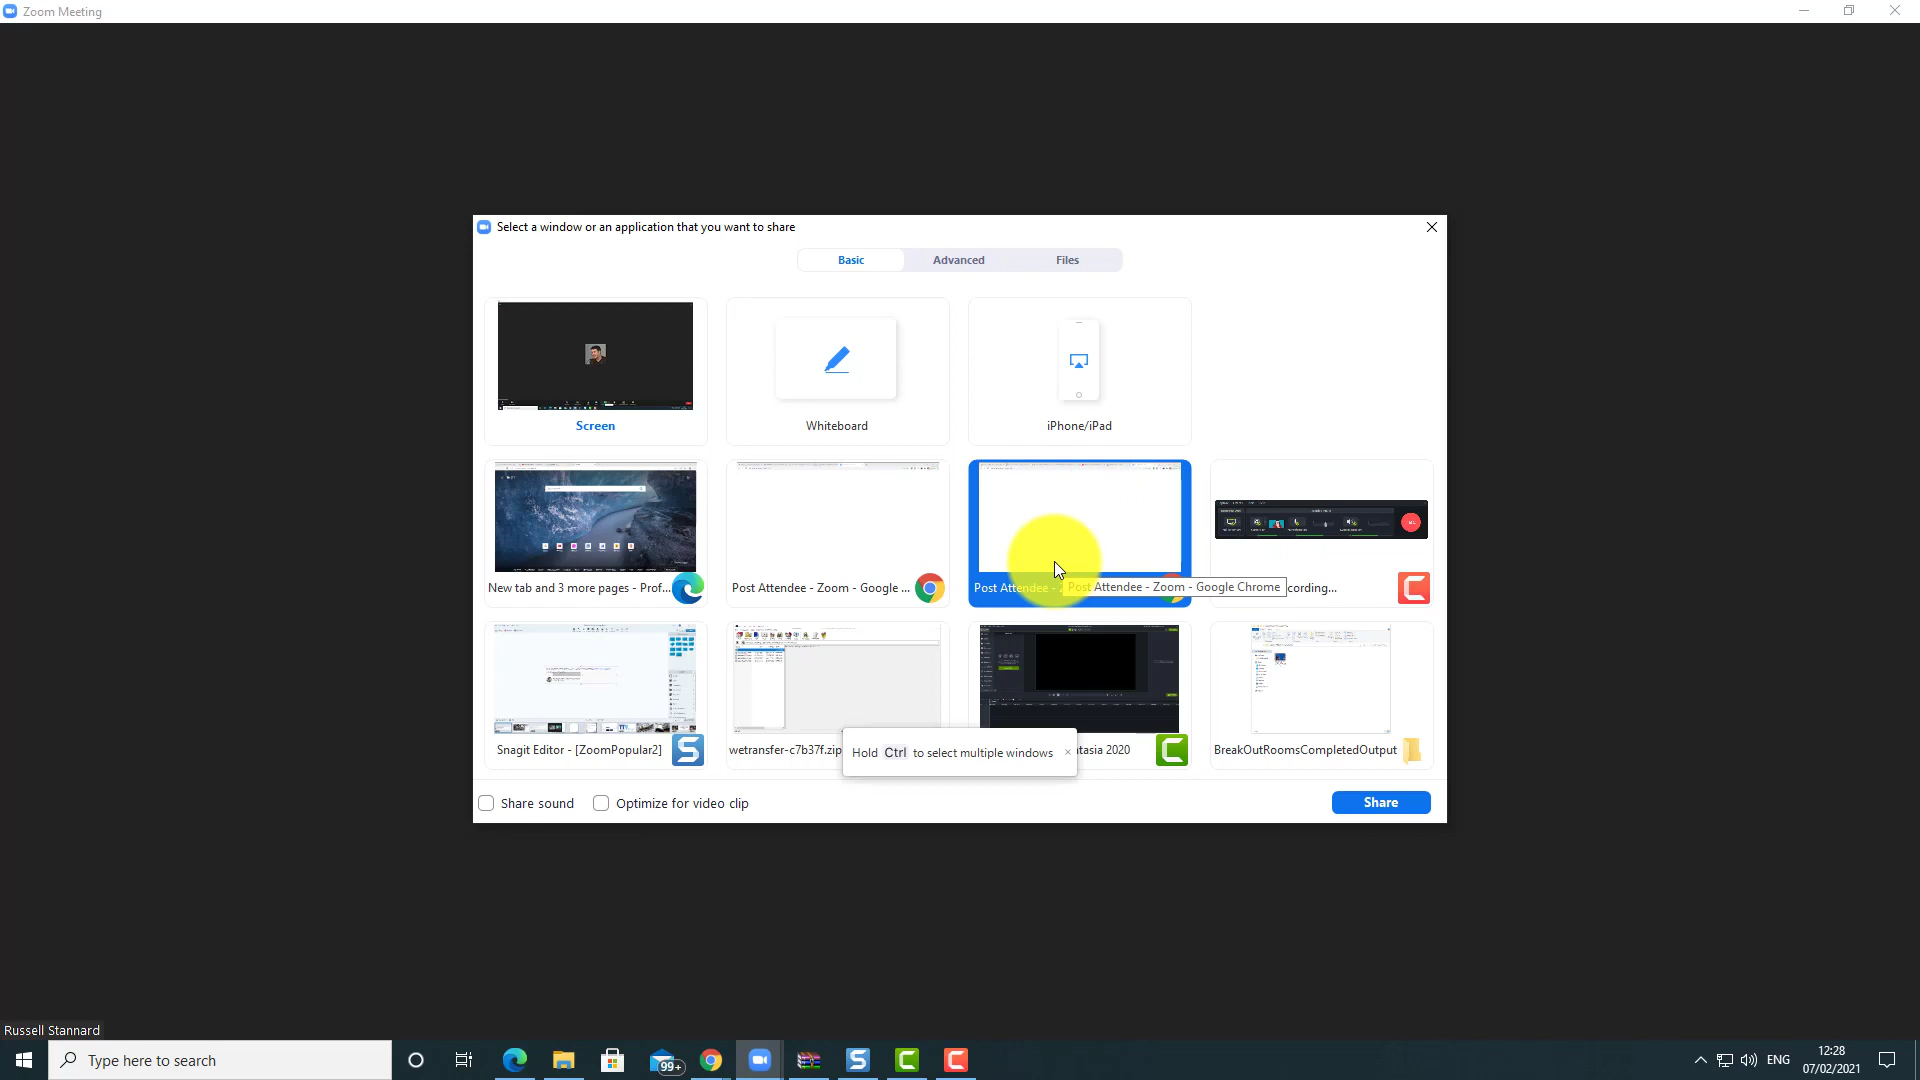 Zoom Meeting
Select a window or an application that you want to share
Basic
Advanced
Files
Screen
Whiteboard
iPhone/iPad
New tab and 3 more pages - Prof...
Post Attendee - Zoom - Google ...
Post Attendee -
Post Attendee - Zoom - Google Chrome
cording...
Snagit Editor - [ZoomPopular2]
wetransfer-c7b37f.zip
tasia 2020
BreakOutRoomsCompletedOutput
Hold Ctrl to select multiple windows
Share sound
Optimize for video clip
Share
Russell Stannard
Type here to search
99+
ENG
12:28
07/02/2021